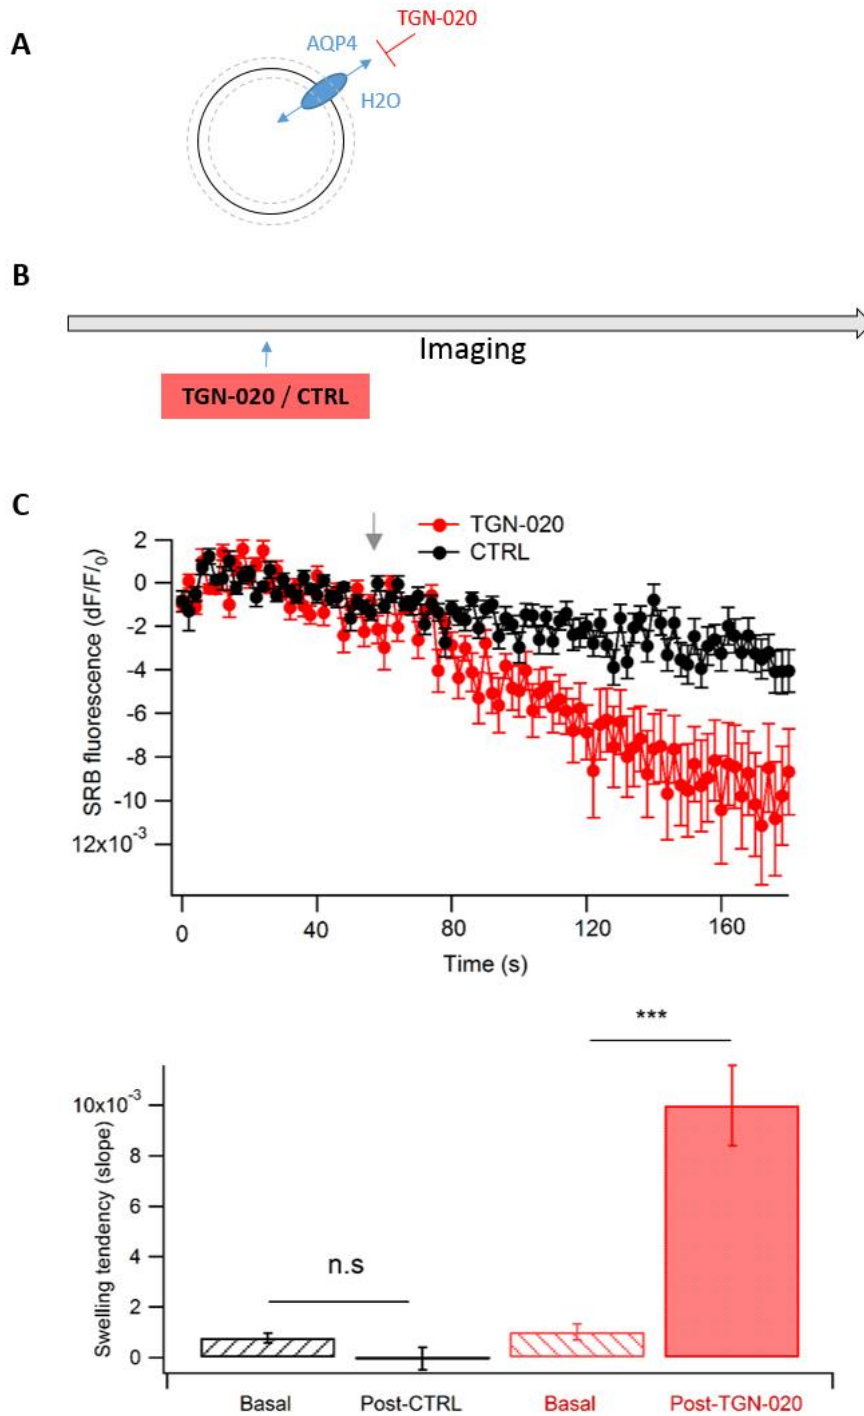 A
TGN-020
AQP4
H2O
B
Imaging
TGN-020 / CTRL
C
TGN-020
CTRL
SRB fluorescence (dF/F/0)
2
0
-2
-4
-6
-8
-10
12x10-3
0
40
80
120
160
Time (s)
***
Swelling tendency (slope)
10x10-3
8
6
4
2
0
n.s
Basal
Post-CTRL
Basal
Post-TGN-020